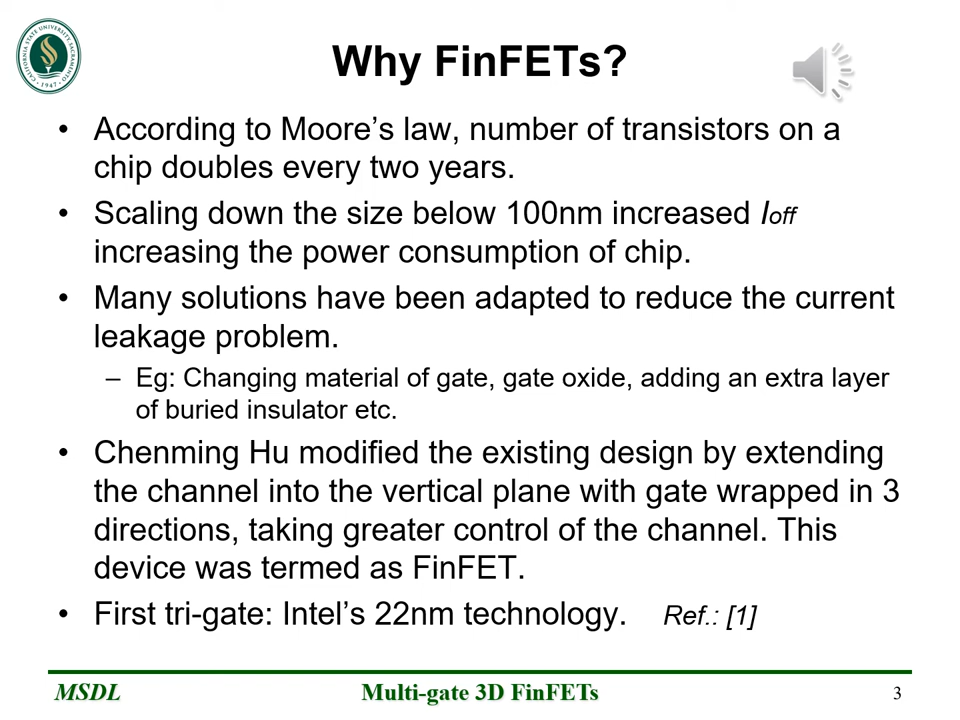 CALIFORNIA STATE UNIVERSITY SACRAMENTO
1947
Why FinFETs?
• According to Moore’s law, number of transistors on a
chip doubles every two years.
• Scaling down the size below 100nm increased Ioff
increasing the power consumption of chip.
• Many solutions have been adapted to reduce the current
leakage problem.
– Eg: Changing material of gate, gate oxide, adding an extra layer
of buried insulator etc.
• Chenming Hu modified the existing design by extending
the channel into the vertical plane with gate wrapped in 3
directions, taking greater control of the channel. This
device was termed as FinFET.
• First tri-gate: Intel’s 22nm technology. Ref.: [1]
MSDL Multi-gate 3D FinFETs 3